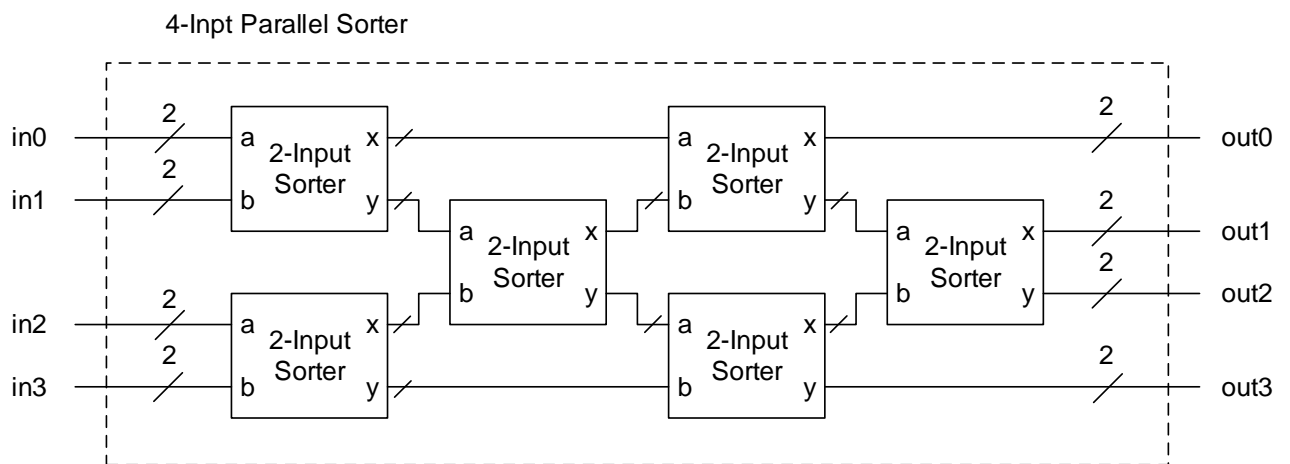 4-Inpt Parallel Sorter
in0
2
a
x
2-Input
Sorter
in1
2
b
y
in2
2
a
x
2-Input
Sorter
in3
2
b
y
a
x
2-Input
Sorter
b
y
a
x
2-Input
Sorter
b
y
a
x
2-Input
Sorter
b
y
a
x
2-Input
Sorter
b
y
2
out0
2
out1
2
out2
2
out3